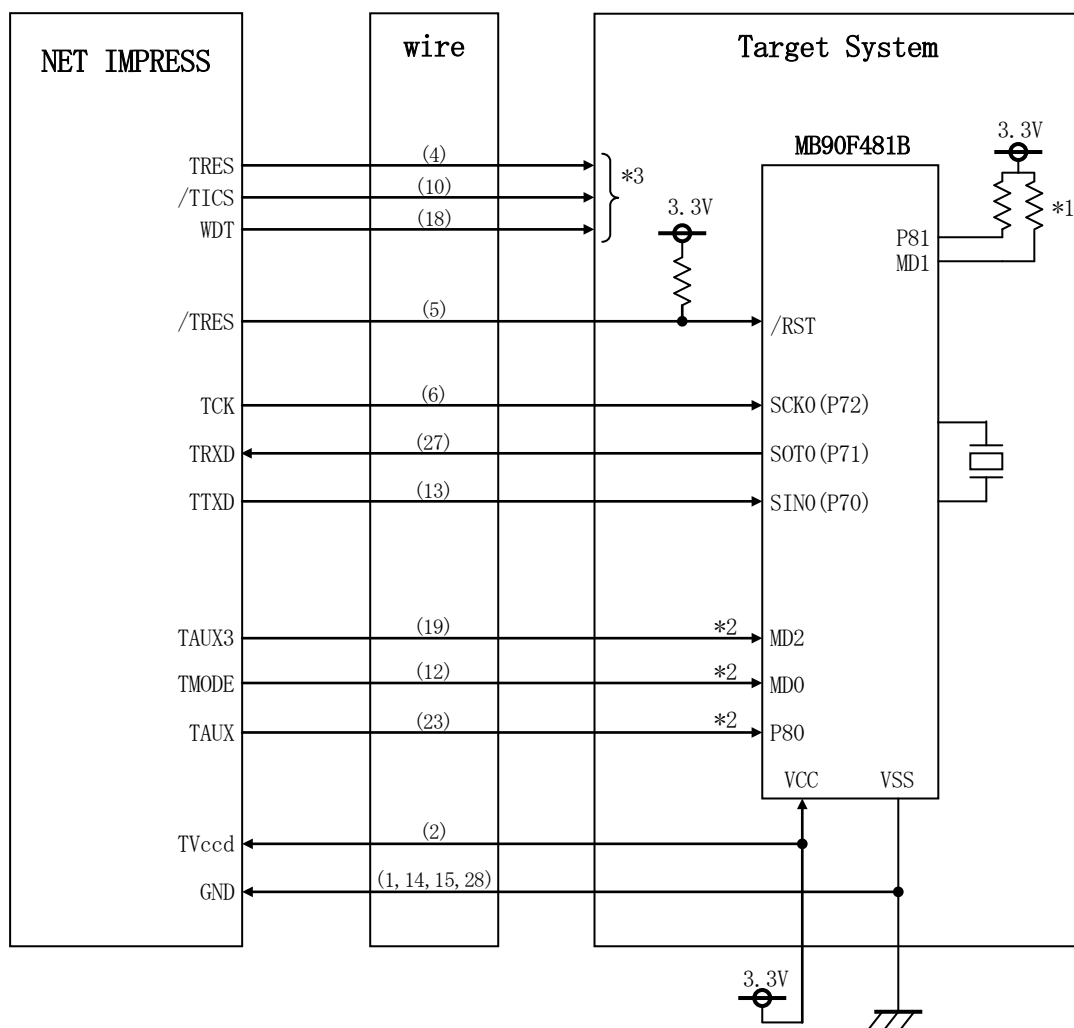 NET IMPRESS
wire
Target System
MB90F481B
3.3V
*1
P81
MD1
TRES
(4)
/TICS
(10)
WDT
(18)
*3
3.3V
/TRES
(5)
/RST
TCK
(6)
SCK0(P72)
TRXD
(27)
SOT0(P71)
TTXD
(13)
SIN0(P70)
TAUX3
(19)
*2
MD2
TMODE
(12)
*2
MD0
TAUX
(23)
*2
P80
VCC
VSS
TVccd
(2)
GND
(1,14,15,28)
3.3V